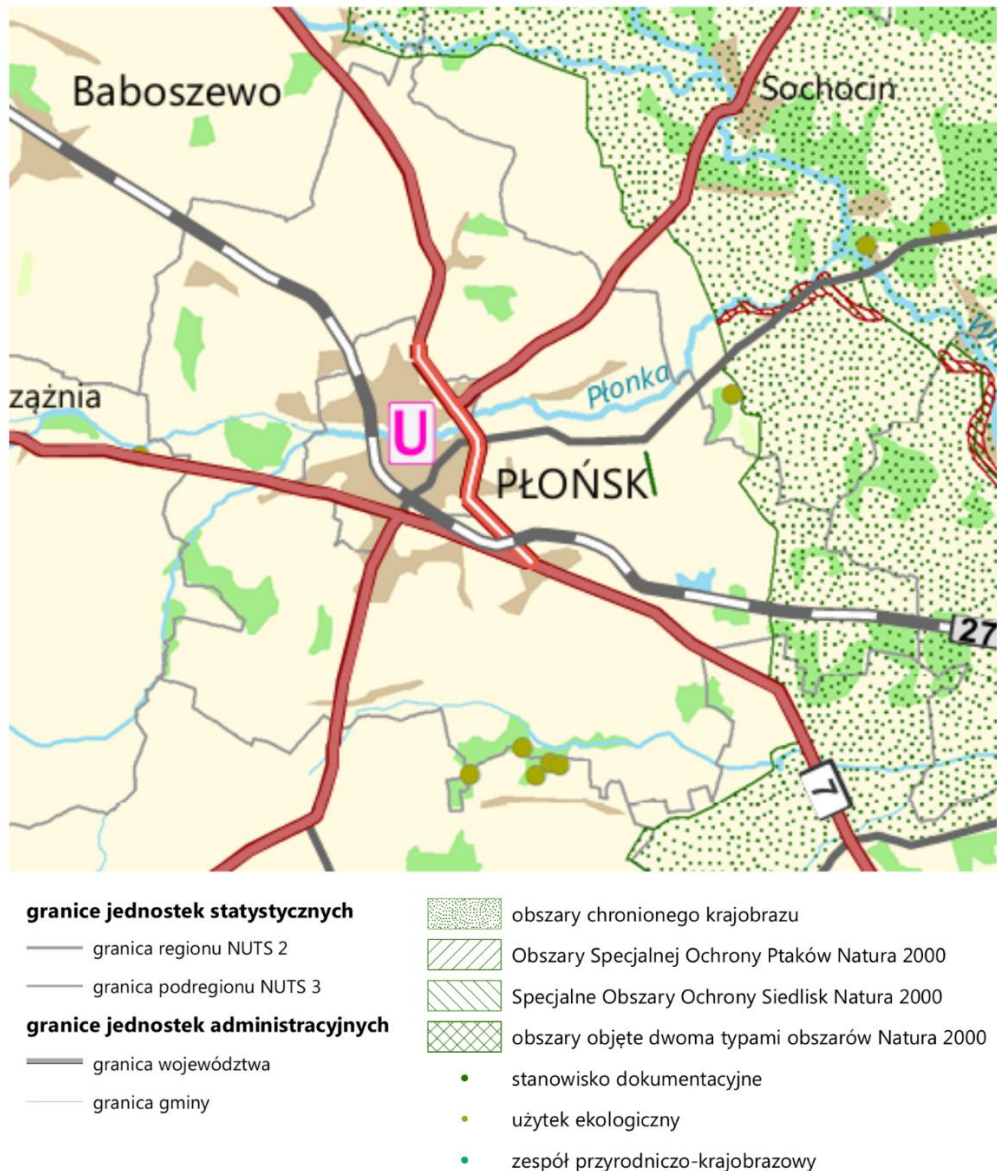 Baboszewo
Sochocin
zążnia
Płonka
Wk
U
PŁOŃSK
27
7
granice jednostek statystycznych
granica regionu NUTS 2
granica podregionu NUTS 3
granice jednostek administracyjnych
granica województwa
granica gminy
obszary chronionego krajobrazu
Obszary Specjalnej Ochrony Ptaków Natura 2000
Specjalne Obszary Ochrony Siedlisk Natura 2000
obszary objęte dwoma typami obszarów Natura 2000
stanowisko dokumentacyjne
użytek ekologiczny
zespół przyrodniczo-krajobrazowy